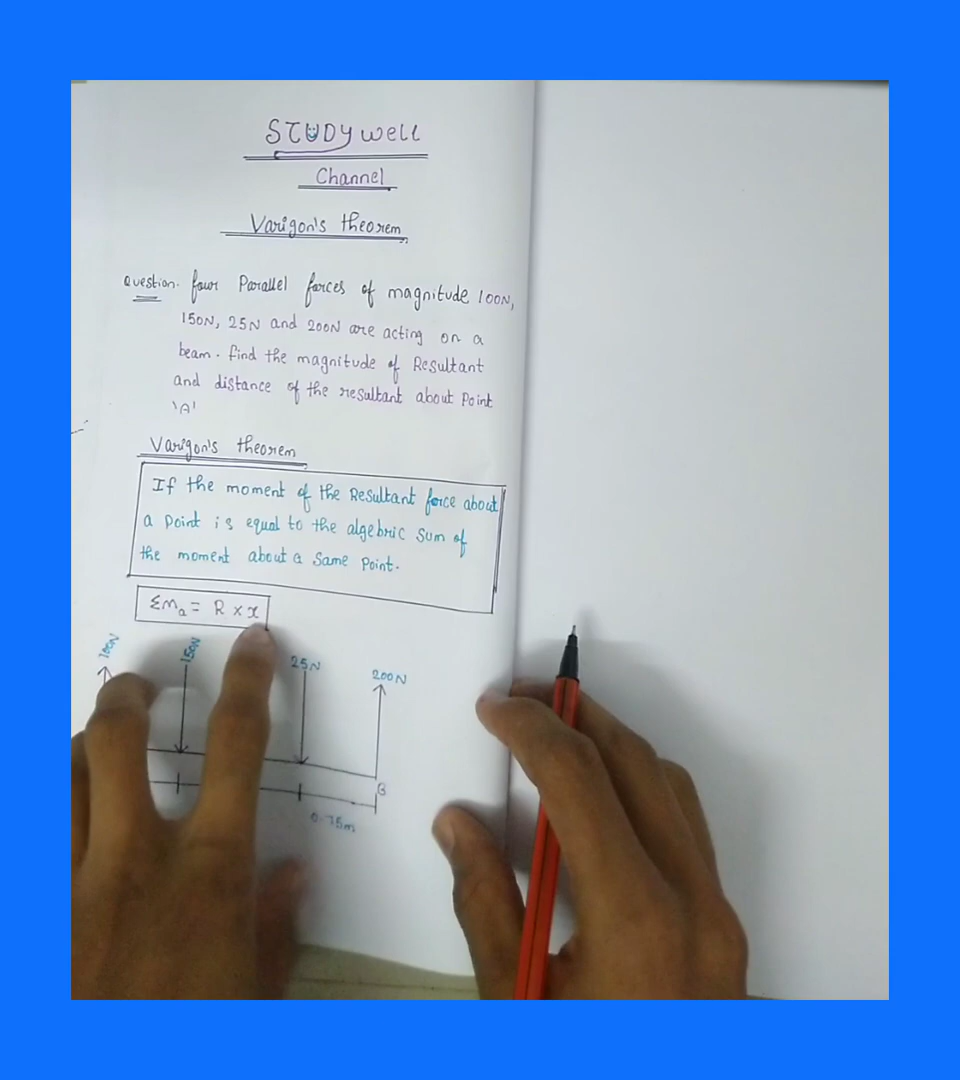 STUDY well
Channel
Varigon's theorem
Question. four Parallel forces of magnitude 100N,
150N, 25N and 200N are acting on a
beam. find the magnitude of Resultant
and distance of the resultant about Point
'A'
Varigon's theorem
If the moment of the Resultant force about
a point is equal to the algebric sum of
the moment about a Same Point.
ΣMa = R × x
100N 150N 25N 200N
B
0.75m